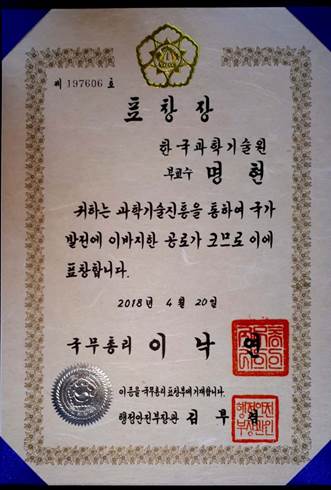 제 197606 호
표 창 장
한국과학기술원
부교수 명 현
귀하는 과학기술진흥을 통하여 국가
발전에 이바지한 공로가 크므로 이에
표창합니다.
2018년 4월 20일
국무총리 이 낙 연
이 음을 국무총리 표창부에 기재합니다.
행정안전부장관 김 부 겸